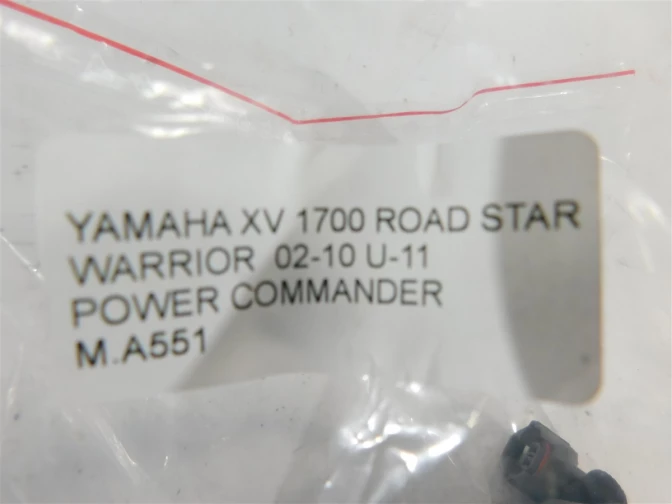 YAMAHA XV 1700 ROAD STAR
WARRIOR 02-10 U-11
POWER COMMANDER
M.A551